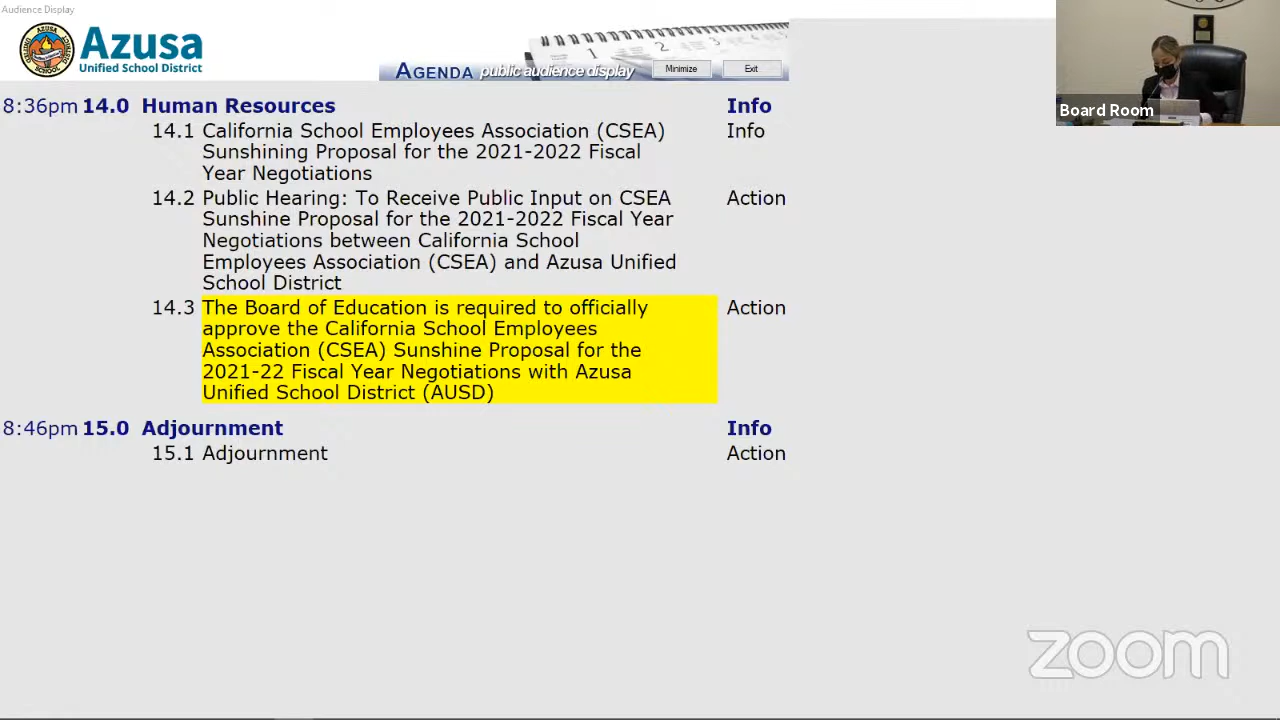 Audience Display
Azusa
Unified School District
AGENDA public audience display
Minimize
Exit
Board Room
8:36pm 14.0 Human Resources Info
14.1 California School Employees Association (CSEA) Info
Sunshining Proposal for the 2021-2022 Fiscal
Year Negotiations
14.2 Public Hearing: To Receive Public Input on CSEA Action
Sunshine Proposal for the 2021-2022 Fiscal Year
Negotiations between California School
Employees Association (CSEA) and Azusa Unified
School District
14.3 The Board of Education is required to officially Action
approve the California School Employees
Association (CSEA) Sunshine Proposal for the
2021-22 Fiscal Year Negotiations with Azusa
Unified School District (AUSD)
8:46pm 15.0 Adjournment Info
15.1 Adjournment Action
zoom